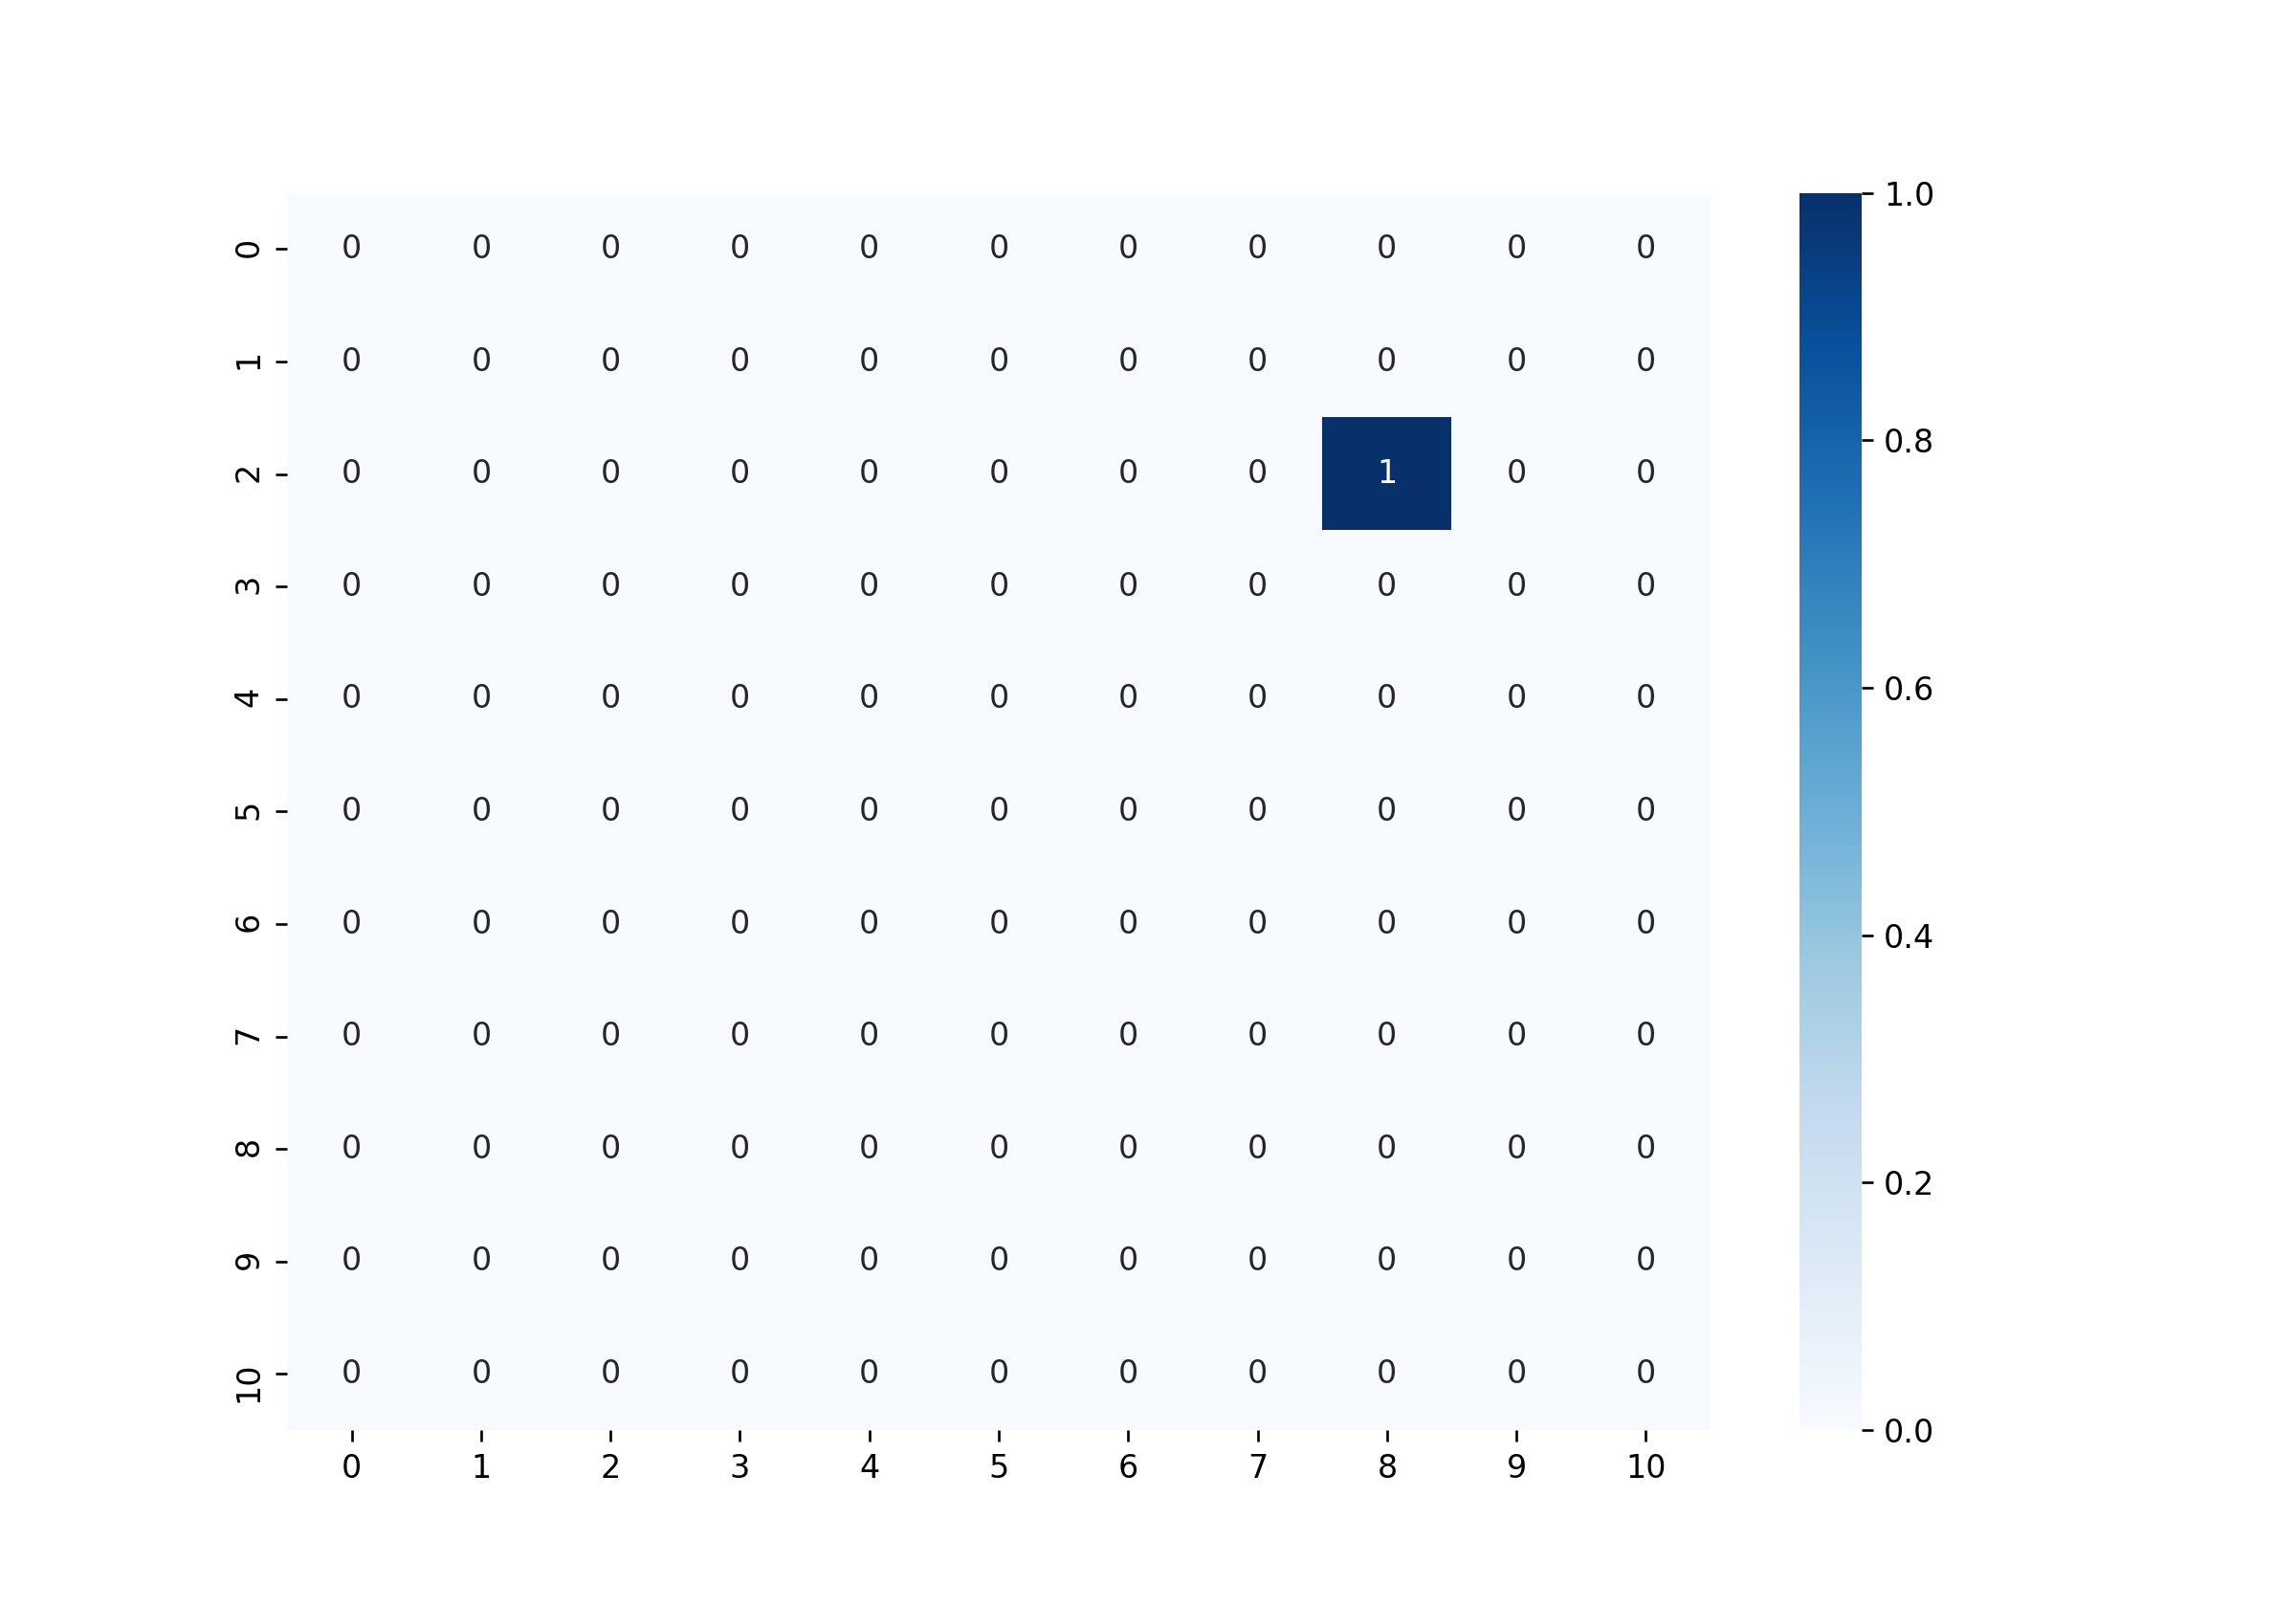 1.0
0 0 0 0 0 0 0 0 0 0 0 0
1 0 0 0 0 0 0 0 0 0 0 0
0.8
2 0 0 0 0 0 0 0 0 1 0 0
3 0 0 0 0 0 0 0 0 0 0 0
0.6
4 0 0 0 0 0 0 0 0 0 0 0
5 0 0 0 0 0 0 0 0 0 0 0
6 0 0 0 0 0 0 0 0 0 0 0
0.4
7 0 0 0 0 0 0 0 0 0 0 0
8 0 0 0 0 0 0 0 0 0 0 0
0.2
9 0 0 0 0 0 0 0 0 0 0 0
10 0 0 0 0 0 0 0 0 0 0 0
0.0
0 1 2 3 4 5 6 7 8 9 10